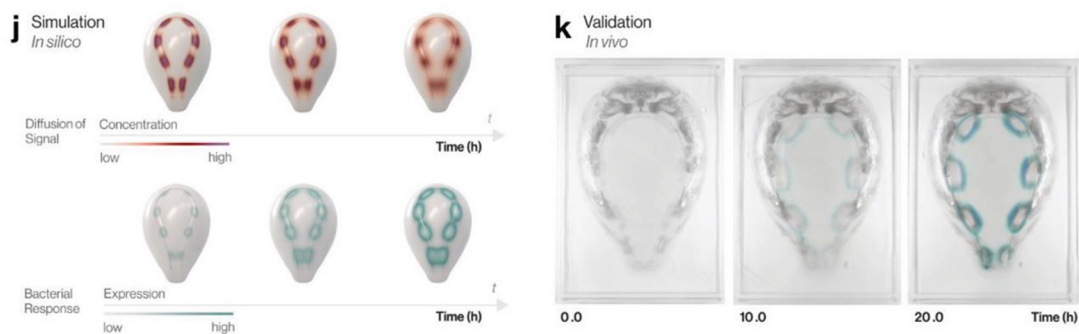 j Simulation
In silico
Diffusion of
Signal
Concentration
t
low high
Time (h)
Bacterial
Response
Expression
t
low high
Time (h)
k Validation
In vivo
0.0 10.0 20.0 Time (h)